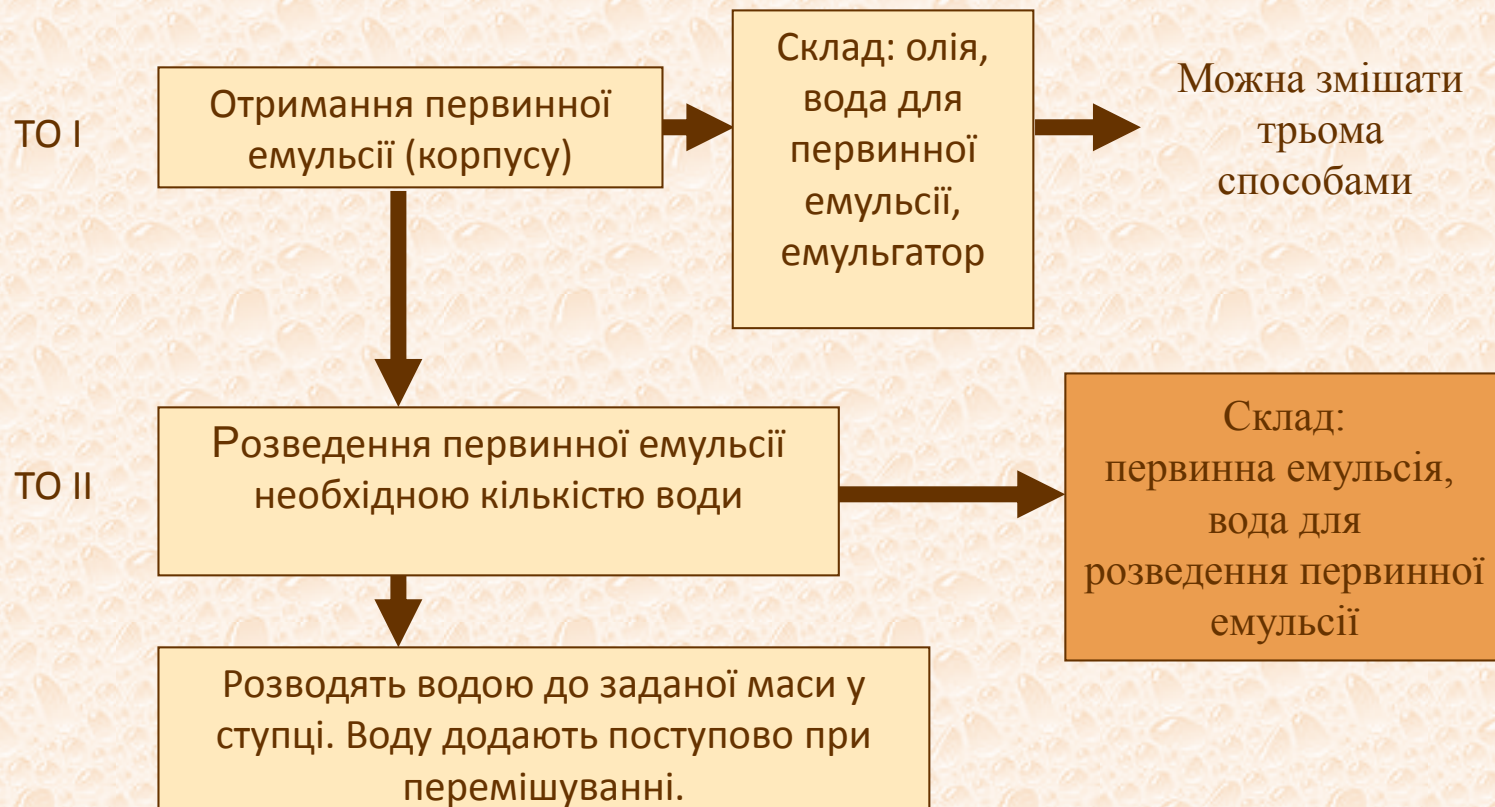 ТО I
Отримання первинної
емульсії (корпусу)
Склад: олія,
вода для
первинної
емульсії,
емульгатор
Можна змішати
трьома
способами
ТО II
Розведення первинної емульсії
необхідною кількістю води
Склад:
первинна емульсія,
вода для
розведення первинної
емульсії
Розводять водою до заданої маси у
ступці. Воду додають поступово при
перемішуванні.